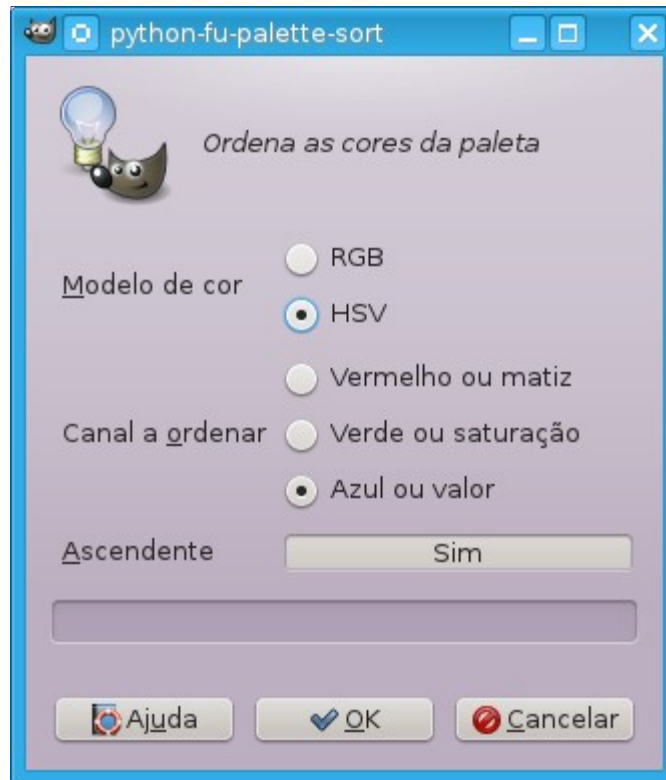 python-fu-palette-sort
Ordena as cores da paleta
Modelo de cor
RGB
HSV
Canal a ordenar
Vermelho ou matiz
Verde ou saturação
Azul ou valor
Ascendente
Sim
Ajuda
OK
Cancelar